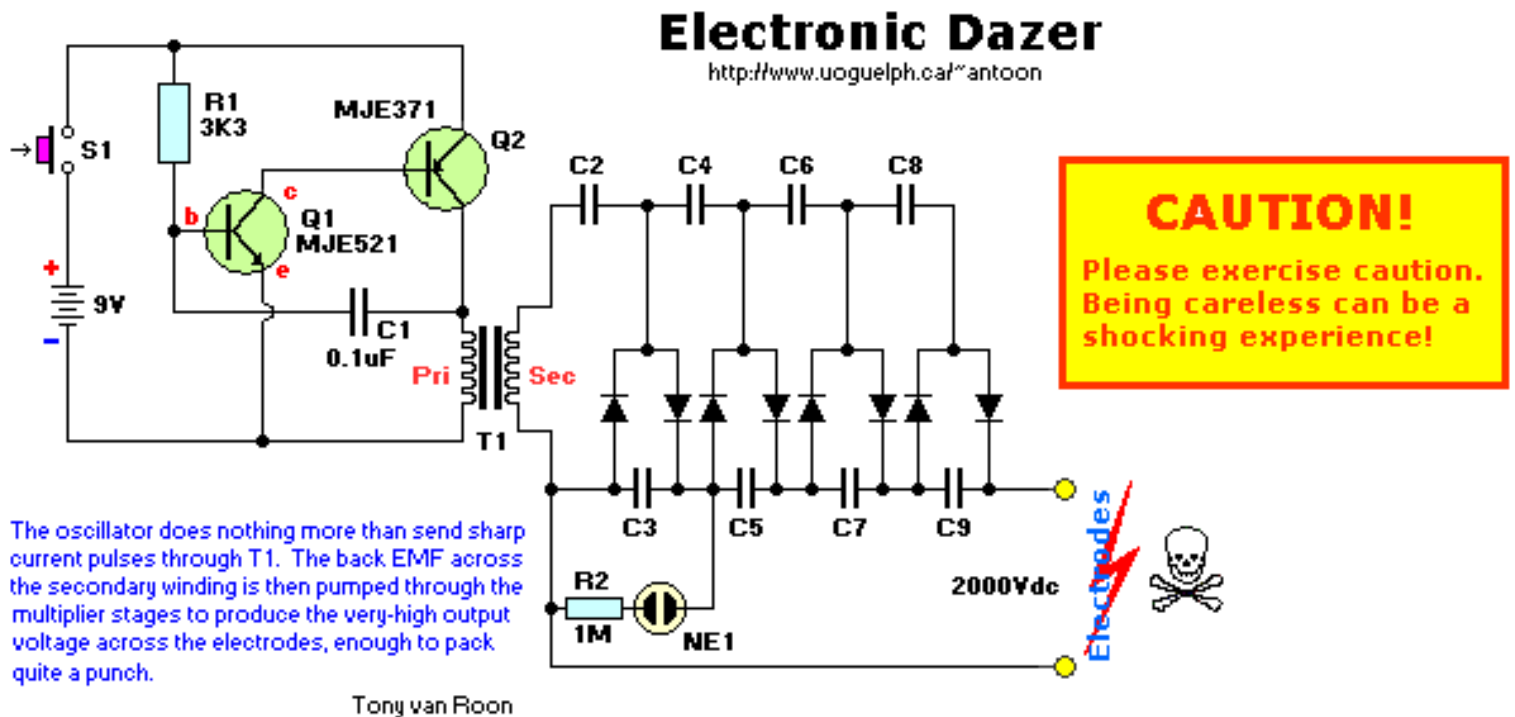 Electronic Dazer
http://www.uoguelph.ca/~antoon
R1
3K3
MJE371
Q2
S1
C2
C4
C6
C8
CAUTION!
Please exercise caution.
Being careless can be a
shocking experience!
b
c
Q1
MJE521
e
+
9V
-
C1
0.1uF
Pri
Sec
T1
C3
C5
C7
C9
R2
1M
NE1
2000Vdc
Electrodes
The oscillator does nothing more than send sharp
current pulses through T1. The back EMF across
the secondary winding is then pumped through the
multiplier stages to produce the very-high output
voltage across the electrodes, enough to pack
quite a punch.
Tony van Roon